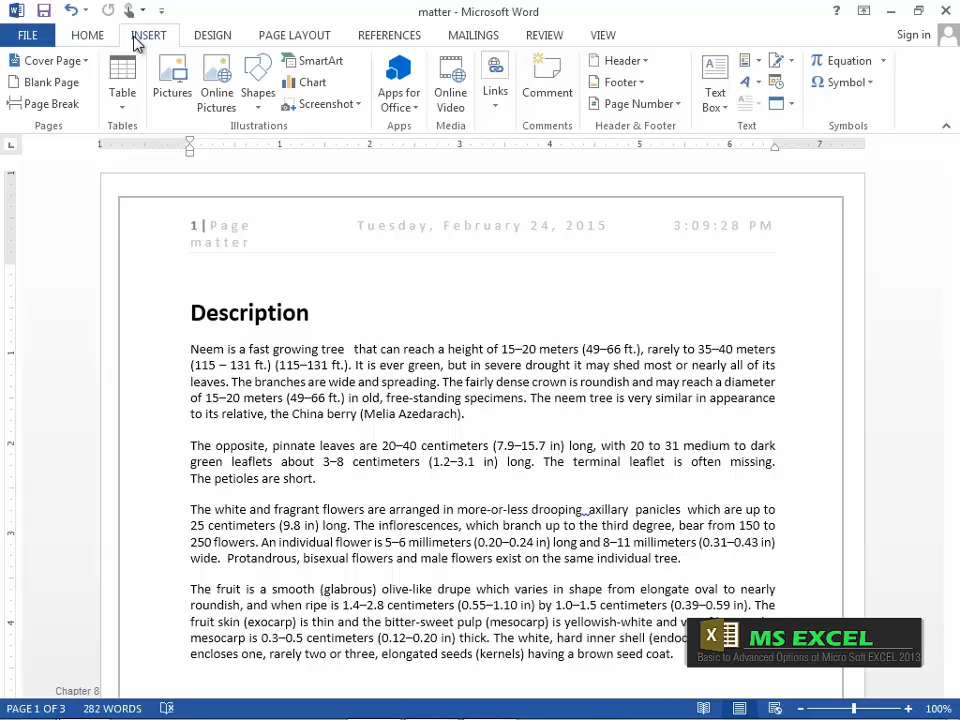 matter - Microsoft Word
FILE HOME INSERT DESIGN PAGE LAYOUT REFERENCES MAILINGS REVIEW VIEW Sign in
Cover Page
Blank Page
Page Break
Pages
Table
Tables
Pictures
Online Pictures
Shapes
SmartArt
Chart
Screenshot
Illustrations
Apps for Office
Apps
Online Video
Media
Links
Comment
Comments
Header
Footer
Page Number
Header & Footer
Text Box
Text
Equation
Symbol
Symbols
1 1 2 3 4 5 6 7
1|Page Tuesday, February 24, 2015 3:09:28 PM
matter
Description
Neem is a fast growing tree that can reach a height of 15–20 meters (49–66 ft.), rarely to 35–40 meters
(115 – 131 ft.) (115–131 ft.). It is ever green, but in severe drought it may shed most or nearly all of its
leaves. The branches are wide and spreading. The fairly dense crown is roundish and may reach a diameter
of 15–20 meters (49–66 ft.) in old, free-standing specimens. The neem tree is very similar in appearance
to its relative, the China berry (Melia Azedarach).
The opposite, pinnate leaves are 20–40 centimeters (7.9–15.7 in) long, with 20 to 31 medium to dark
green leaflets about 3–8 centimeters (1.2–3.1 in) long. The terminal leaflet is often missing.
The petioles are short.
The white and fragrant flowers are arranged in more-or-less drooping axillary panicles which are up to
25 centimeters (9.8 in) long. The inflorescences, which branch up to the third degree, bear from 150 to
250 flowers. An individual flower is 5–6 millimeters (0.20–0.24 in) long and 8–11 millimeters (0.31–0.43 in)
wide. Protandrous, bisexual flowers and male flowers exist on the same individual tree.
The fruit is a smooth (glabrous) olive-like drupe which varies in shape from elongate oval to nearly
roundish, and when ripe is 1.4–2.8 centimeters (0.55–1.10 in) by 1.0–1.5 centimeters (0.39–0.59 in). The
fruit skin (exocarp) is thin and the bitter-sweet pulp (mesocarp) is yellowish-white and
mesocarp is 0.3–0.5 centimeters (0.12–0.20 in) thick. The white, hard inner shell
encloses one, rarely two or three, elongated seeds (kernels) having a brown seed coat.
MS EXCEL
Basic to Advanced Options of Micro Soft EXCEL 2013
Chapter 8
PAGE 1 OF 3 282 WORDS 100%